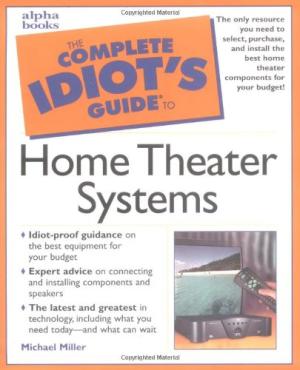 Copyrighted Material
alpha
books
The only resource
you need to
select, purchase,
and install the
best home
theater
components for
your budget!
THE
COMPLETE
IDIOT'S
GUIDE® TO
Home Theater
Systems
Idiot-proof guidance on
the best equipment for
your budget
Expert advice on connecting
and installing components and
speakers
The latest and greatest in
technology, including what you
need today—and what can wait
Michael Miller
Copyrighted Material